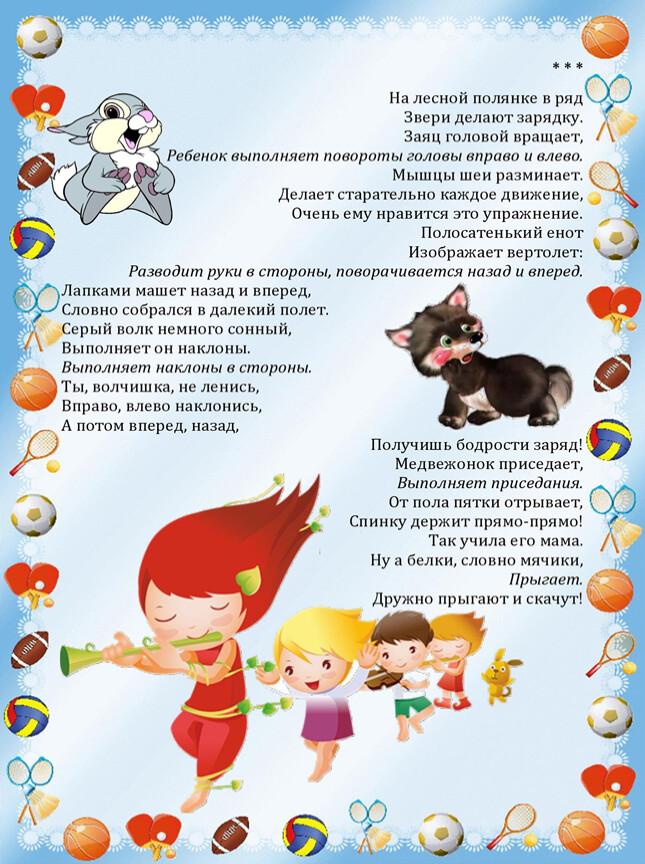 * * *
На лесной полянке в ряд
Звери делают зарядку.
Заяц головой вращает,
Ребенок выполняет повороты головы вправо и влево.
Мышцы шеи разминает.
Делает старательно каждое движение,
Очень ему нравится это упражнение.
Полосатенький енот
Изображает вертолет:
Разводит руки в стороны, поворачивается назад и вперед.
Лапками машет назад и вперед,
Словно собрался в далекий полет.
Серый волк немного сонный,
Выполняет он наклоны.
Выполняет наклоны в стороны.
Ты, волчишка, не ленись,
Вправо, влево наклонись,
А потом вперед, назад,
Получишь бодрости заряд!
Медвежонок приседает,
Выполняет приседания.
От пола пятки отрывает,
Спинку держит прямо-прямо!
Так учила его мама.
Ну а белки, словно мячики,
Прыгает.
Дружно прыгают и скачут!